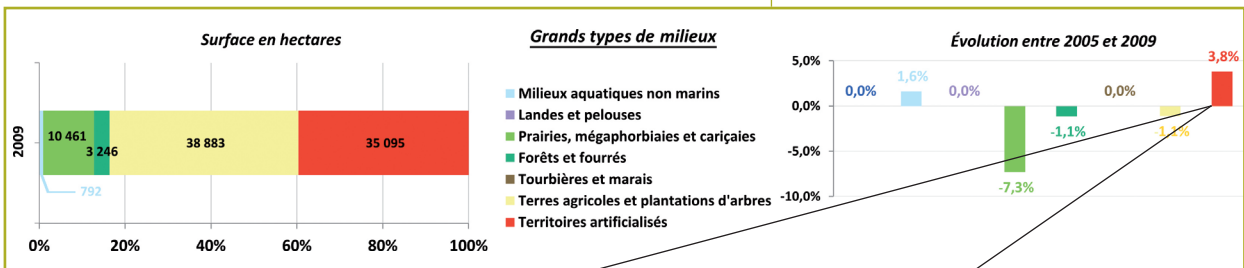 Grands types de milieux
Surface en hectares
2009
10 461
3 246
38 883
35 095
792
0%
20%
40%
60%
80%
100%
Milieux aquatiques non marins
Landes et pelouses
Prairies, mégaphorbiaies et cariçaies
Forêts et fourrés
Tourbières et marais
Terres agricoles et plantations d'arbres
Territoires artificialisés
Évolution entre 2005 et 2009
5,0%
0,0%
-5,0%
-10,0%
0,0%
1,6%
0,0%
-7,3%
-1,1%
0,0%
-1,1%
3,8%